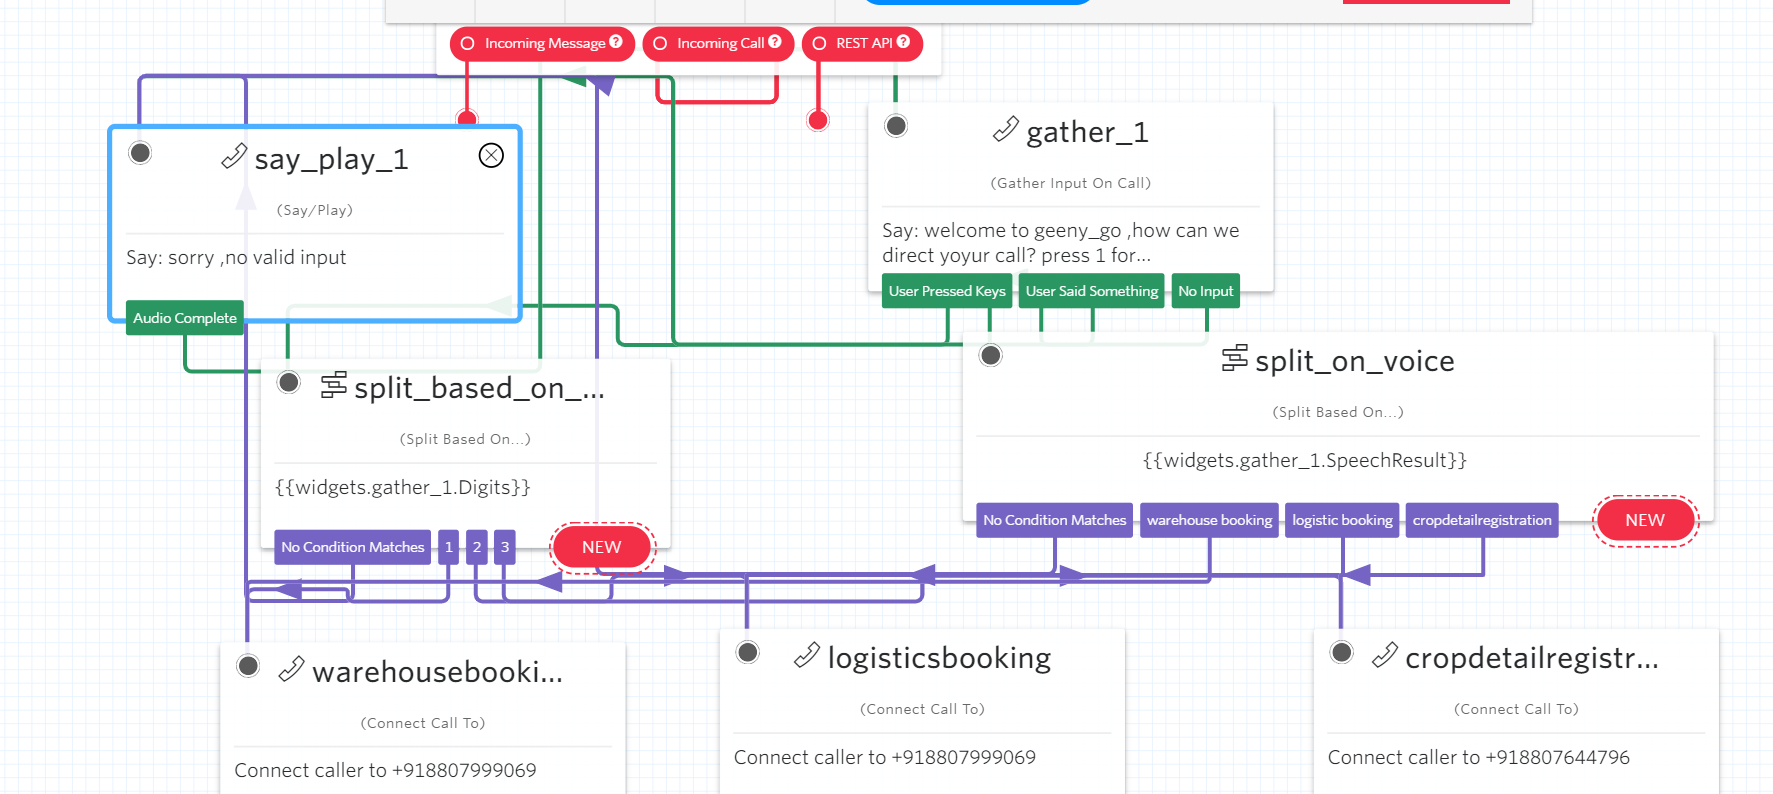 Incoming Message ?
Incoming Call ?
REST API ?
say_play_1
(Say/Play)
Say: sorry ,no valid input
Audio Complete
gather_1
(Gather Input On Call)
Say: welcome to geeny_go ,how can we
direct yoyur call? press 1 for...
User Pressed Keys
User Said Something
No Input
split_based_on_...
(Split Based On...)
{{widgets.gather_1.Digits}}
No Condition Matches
1
2
3
NEW
split_on_voice
(Split Based On...)
{{widgets.gather_1.SpeechResult}}
No Condition Matches
warehouse booking
logistic booking
cropdetailregistration
NEW
warehousebooki...
(Connect Call To)
Connect caller to +918807999069
logisticsbooking
(Connect Call To)
Connect caller to +918807999069
cropdetailregistr...
(Connect Call To)
Connect caller to +918807644796